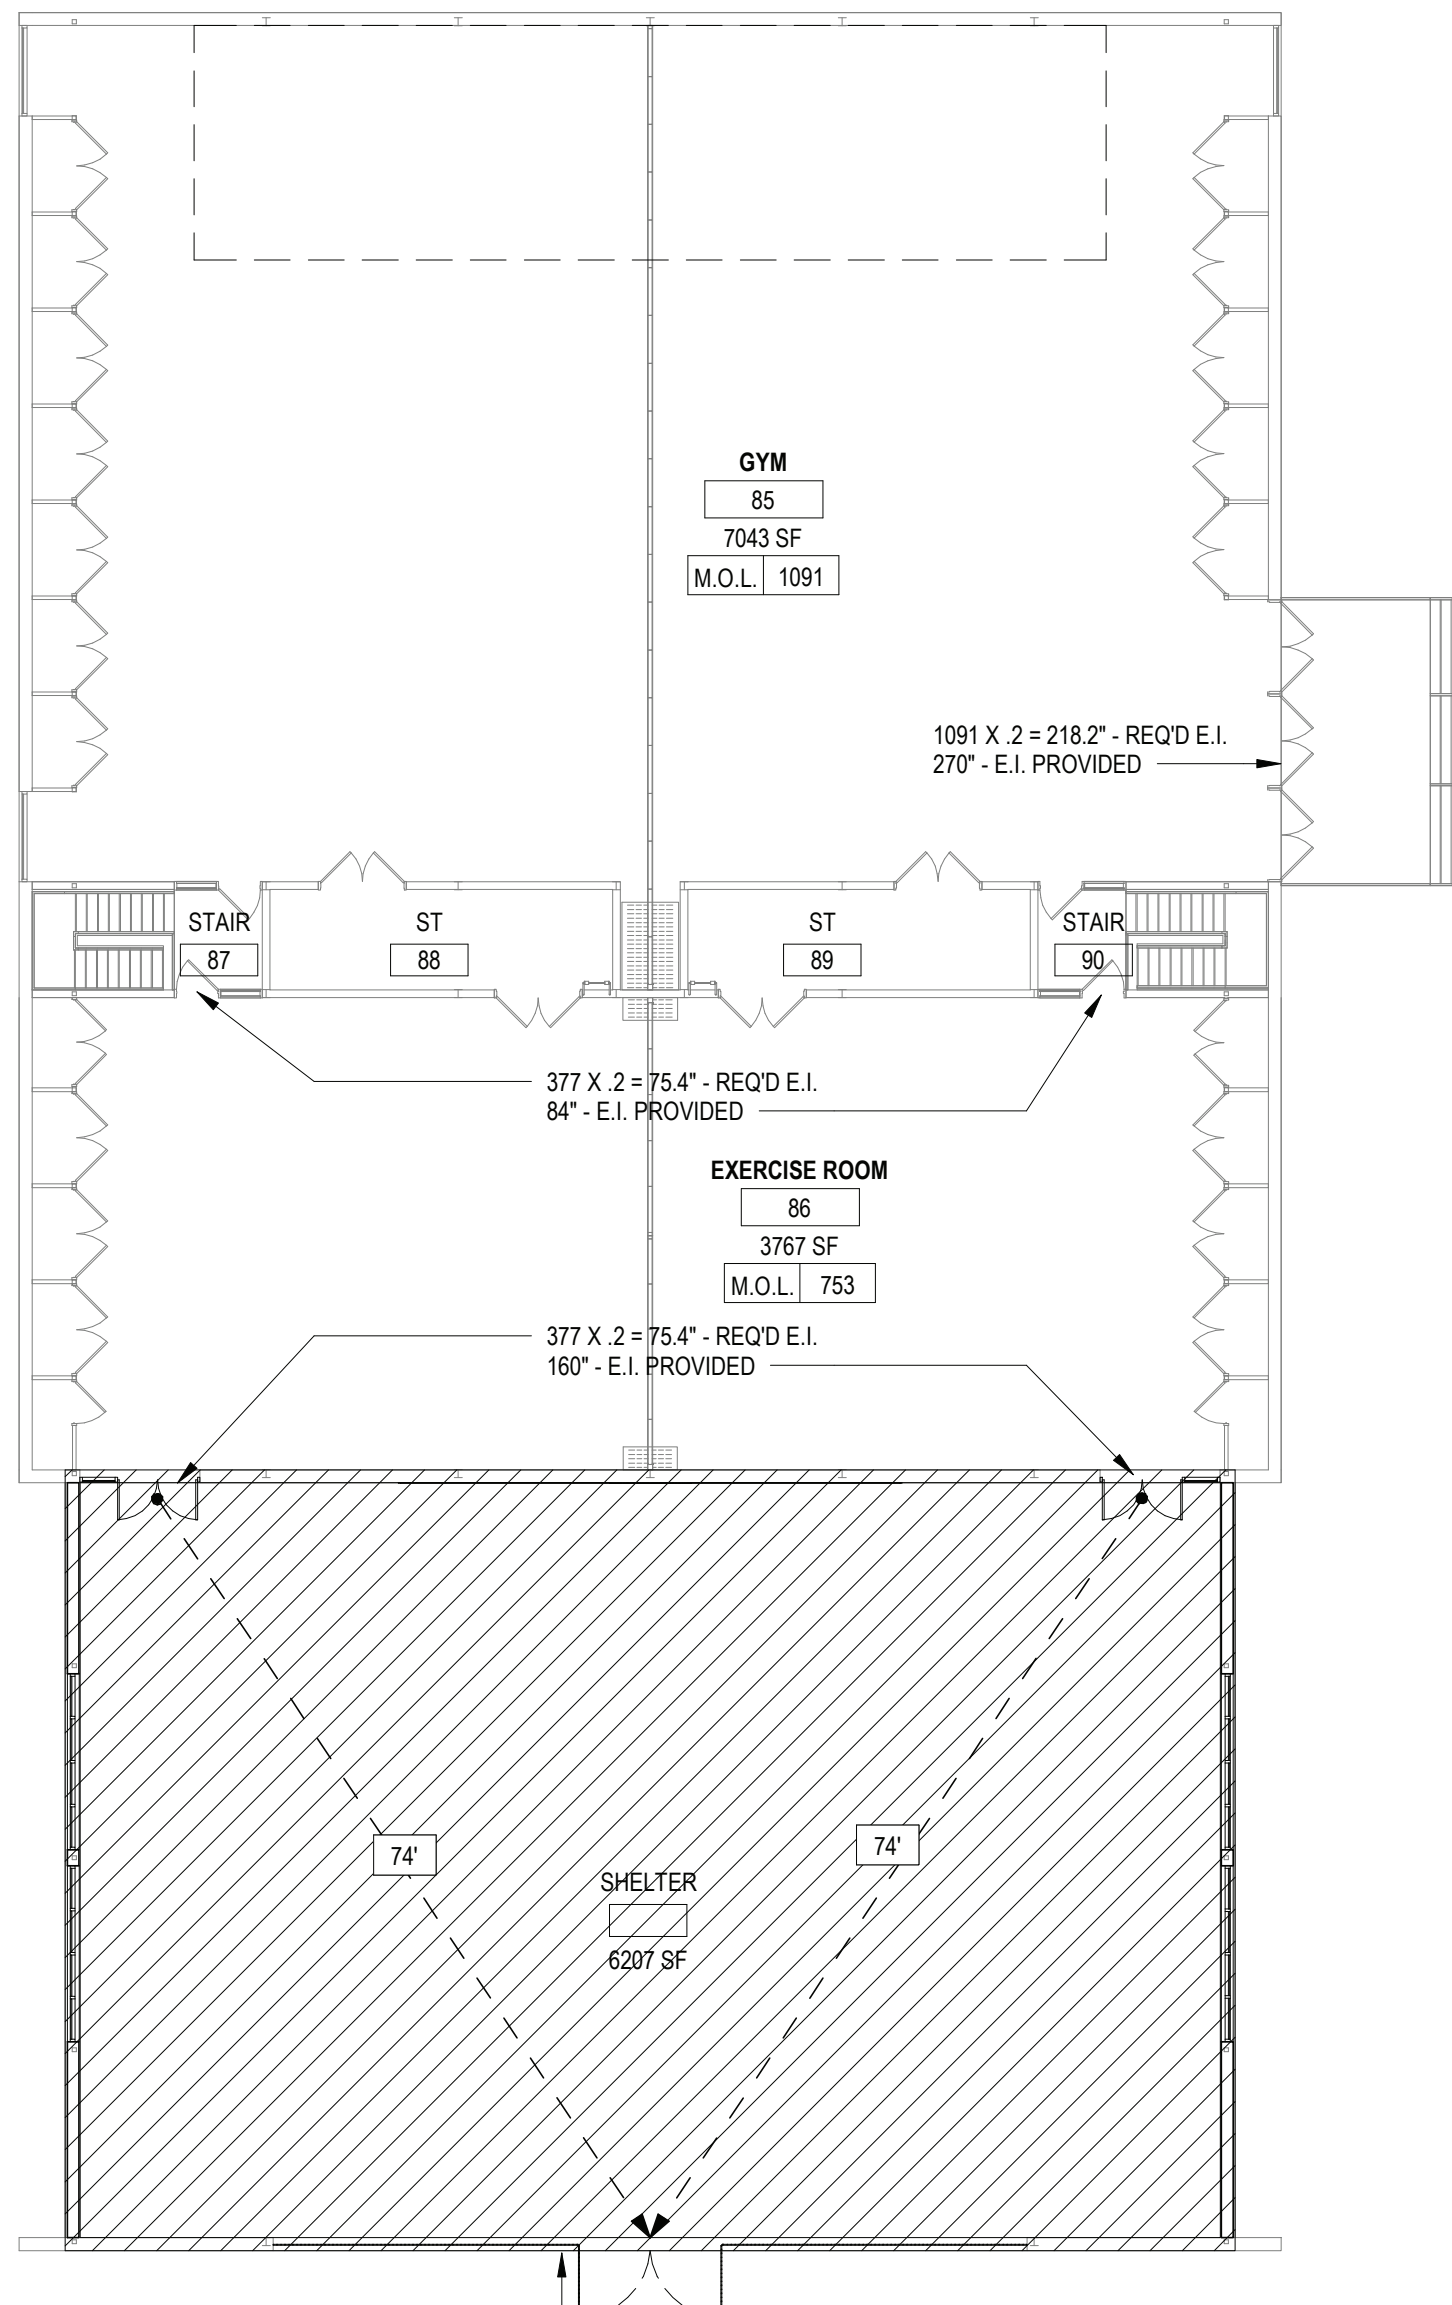 GYM
85
7043 SF
M.O.L. 1091
1091 X .2 = 218.2" - REQ'D E.I.
270" - E.I. PROVIDED
STAIR
87
ST
88
ST
89
STAIR
90
377 X .2 = 75.4" - REQ'D E.I.
84" - E.I. PROVIDED
EXERCISE ROOM
86
3767 SF
M.O.L. 753
377 X .2 = 75.4" - REQ'D E.I.
160" - E.I. PROVIDED
74'
74'
SHELTER
6207 SF